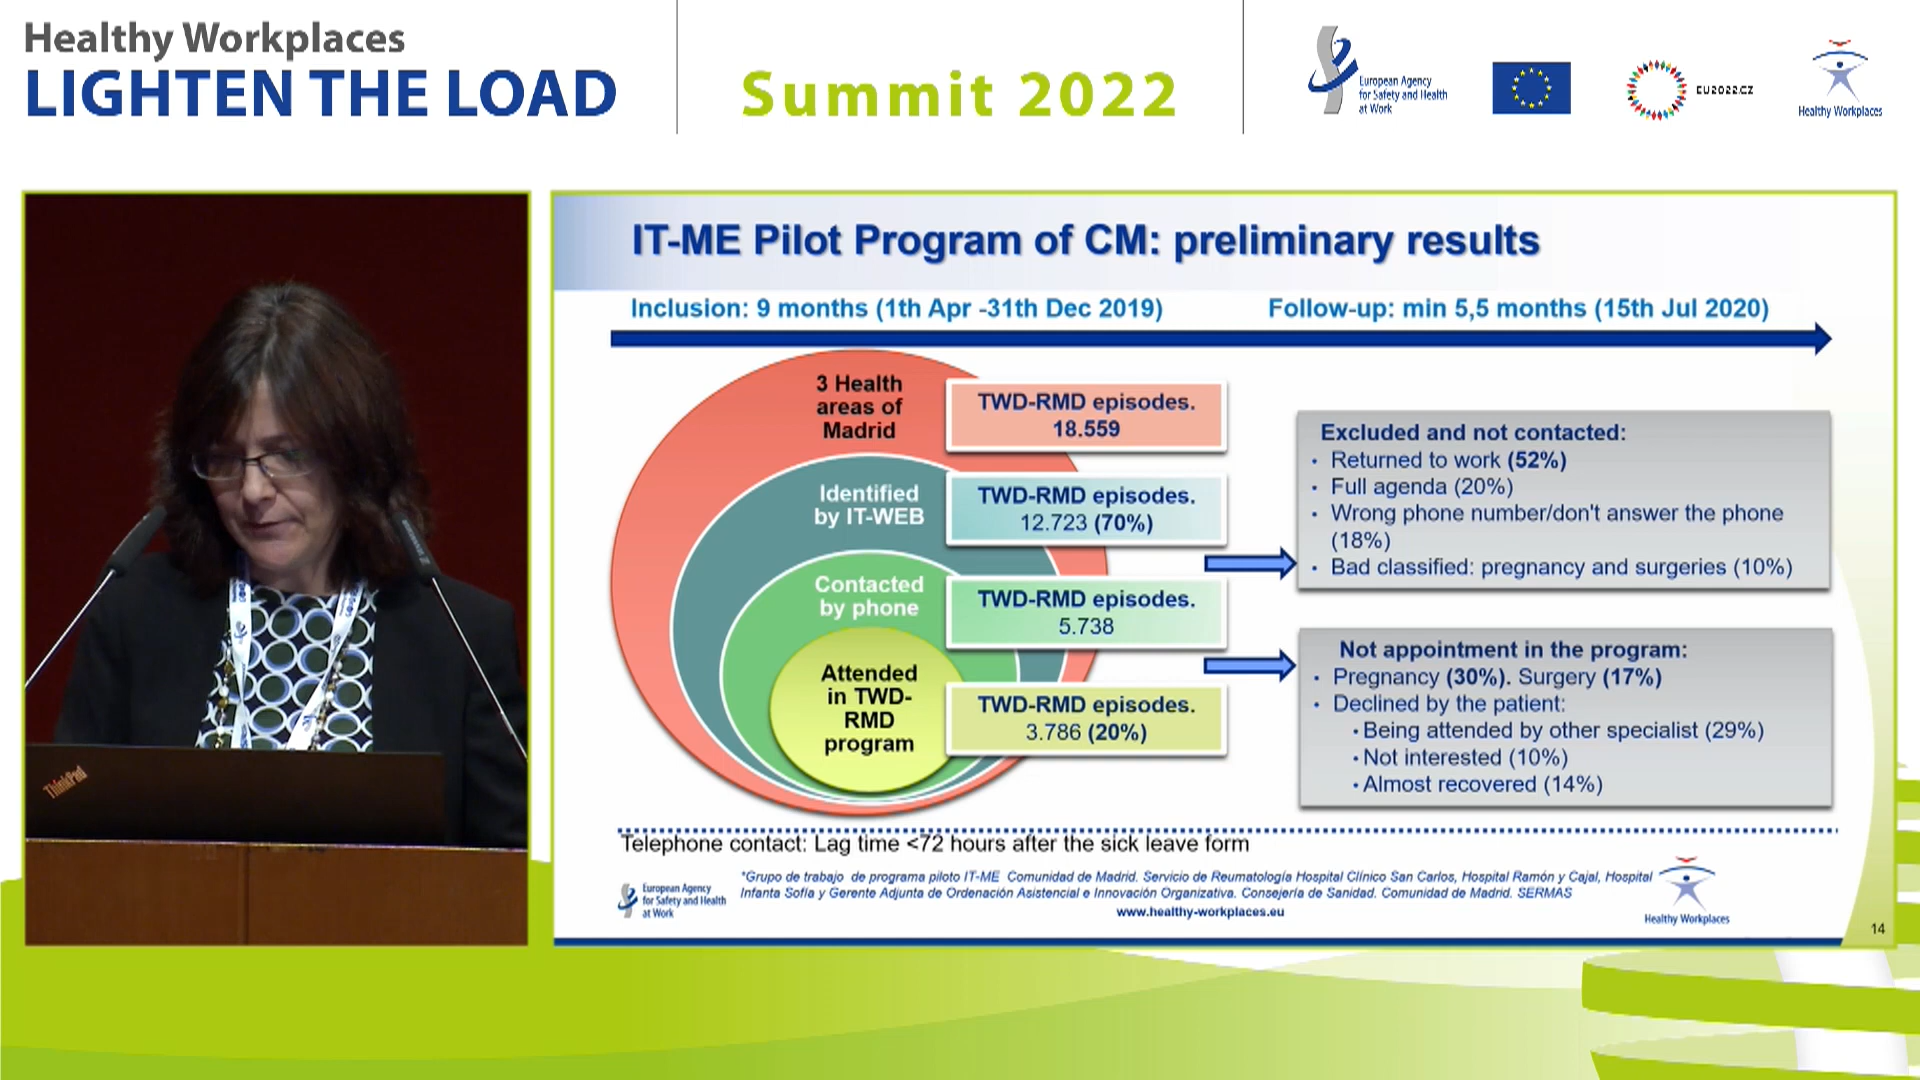 Healthy Workplaces
LIGHTEN THE LOAD
Summit 2022
European Agency
for Safety and Health
at Work
EU2022.CZ
Healthy Workplaces
IT-ME Pilot Program of CM: preliminary results
Inclusion: 9 months (1th Apr -31th Dec 2019)
Follow-up: min 5,5 months (15th Jul 2020)
3 Health
areas of
Madrid
TWD-RMD episodes.
18.559
Identified
by IT-WEB
TWD-RMD episodes.
12.723 (70%)
Contacted
by phone
TWD-RMD episodes.
5.738
Attended
in TWD-
RMD
program
TWD-RMD episodes.
3.786 (20%)
Excluded and not contacted:
• Returned to work (52%)
• Full agenda (20%)
• Wrong phone number/don't answer the phone
(18%)
• Bad classified: pregnancy and surgeries (10%)
Not appointment in the program:
• Pregnancy (30%). Surgery (17%)
• Declined by the patient:
• Being attended by other specialist (29%)
• Not interested (10%)
• Almost recovered (14%)
Telephone contact: Lag time <72 hours after the sick leave form
*Grupo de trabajo de programa piloto IT-ME Comunidad de Madrid. Servicio de Reumatología Hospital Clínico San Carlos, Hospital Ramón y Cajal, Hospital
Infanta Sofía y Gerente Adjunta de Ordenación Asistencial e Innovación Organizativa. Consejería de Sanidad. Comunidad de Madrid. SERMAS
European Agency
for Safety and Health
at Work
www.healthy-workplaces.eu
Healthy Workplaces
14
ThinkPad